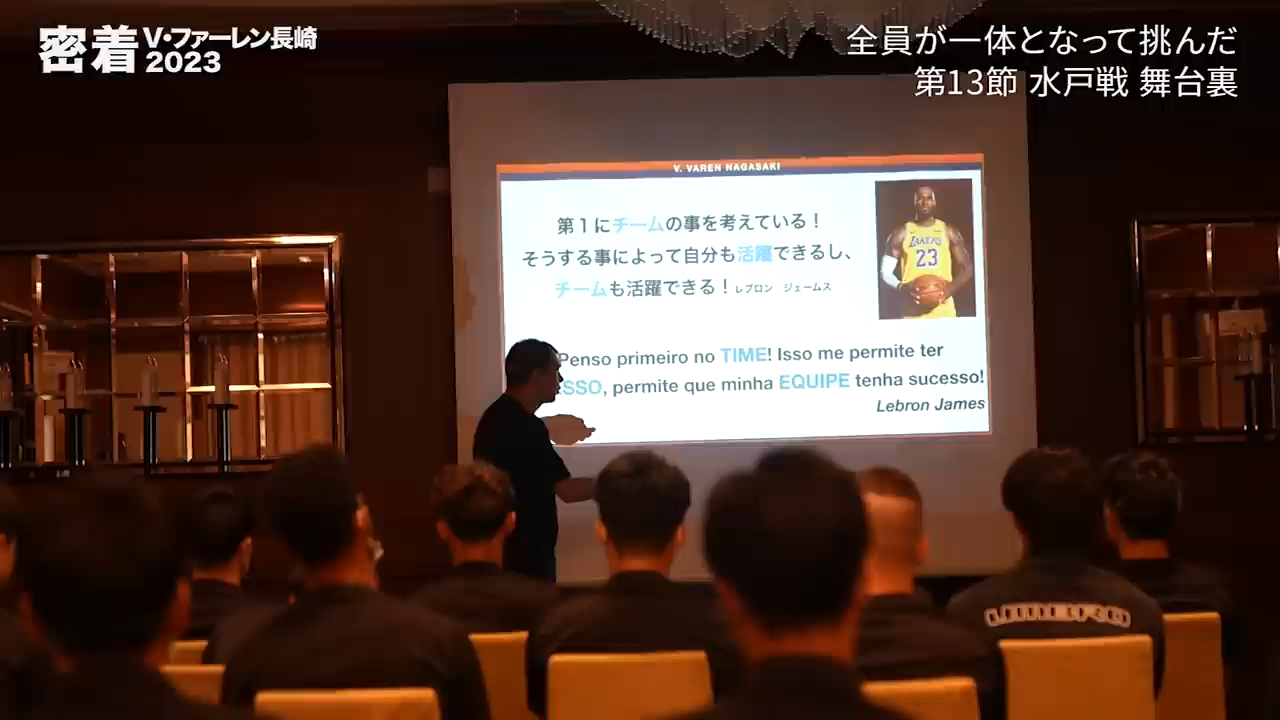 密着
V・ファーレン長崎
2023
全員が一体となって挑んだ
第13節 水戸戦 舞台裏
V. VAREN NAGASAKI
第1にチームの事を考えている！
そうする事によって自分も活躍できるし、
チームも活躍できる！レブロン ジェームス
LAKERS
23
Penso primeiro no TIME! Isso me permite ter
SSO, permite que minha EQUIPE tenha sucesso!
Lebron James